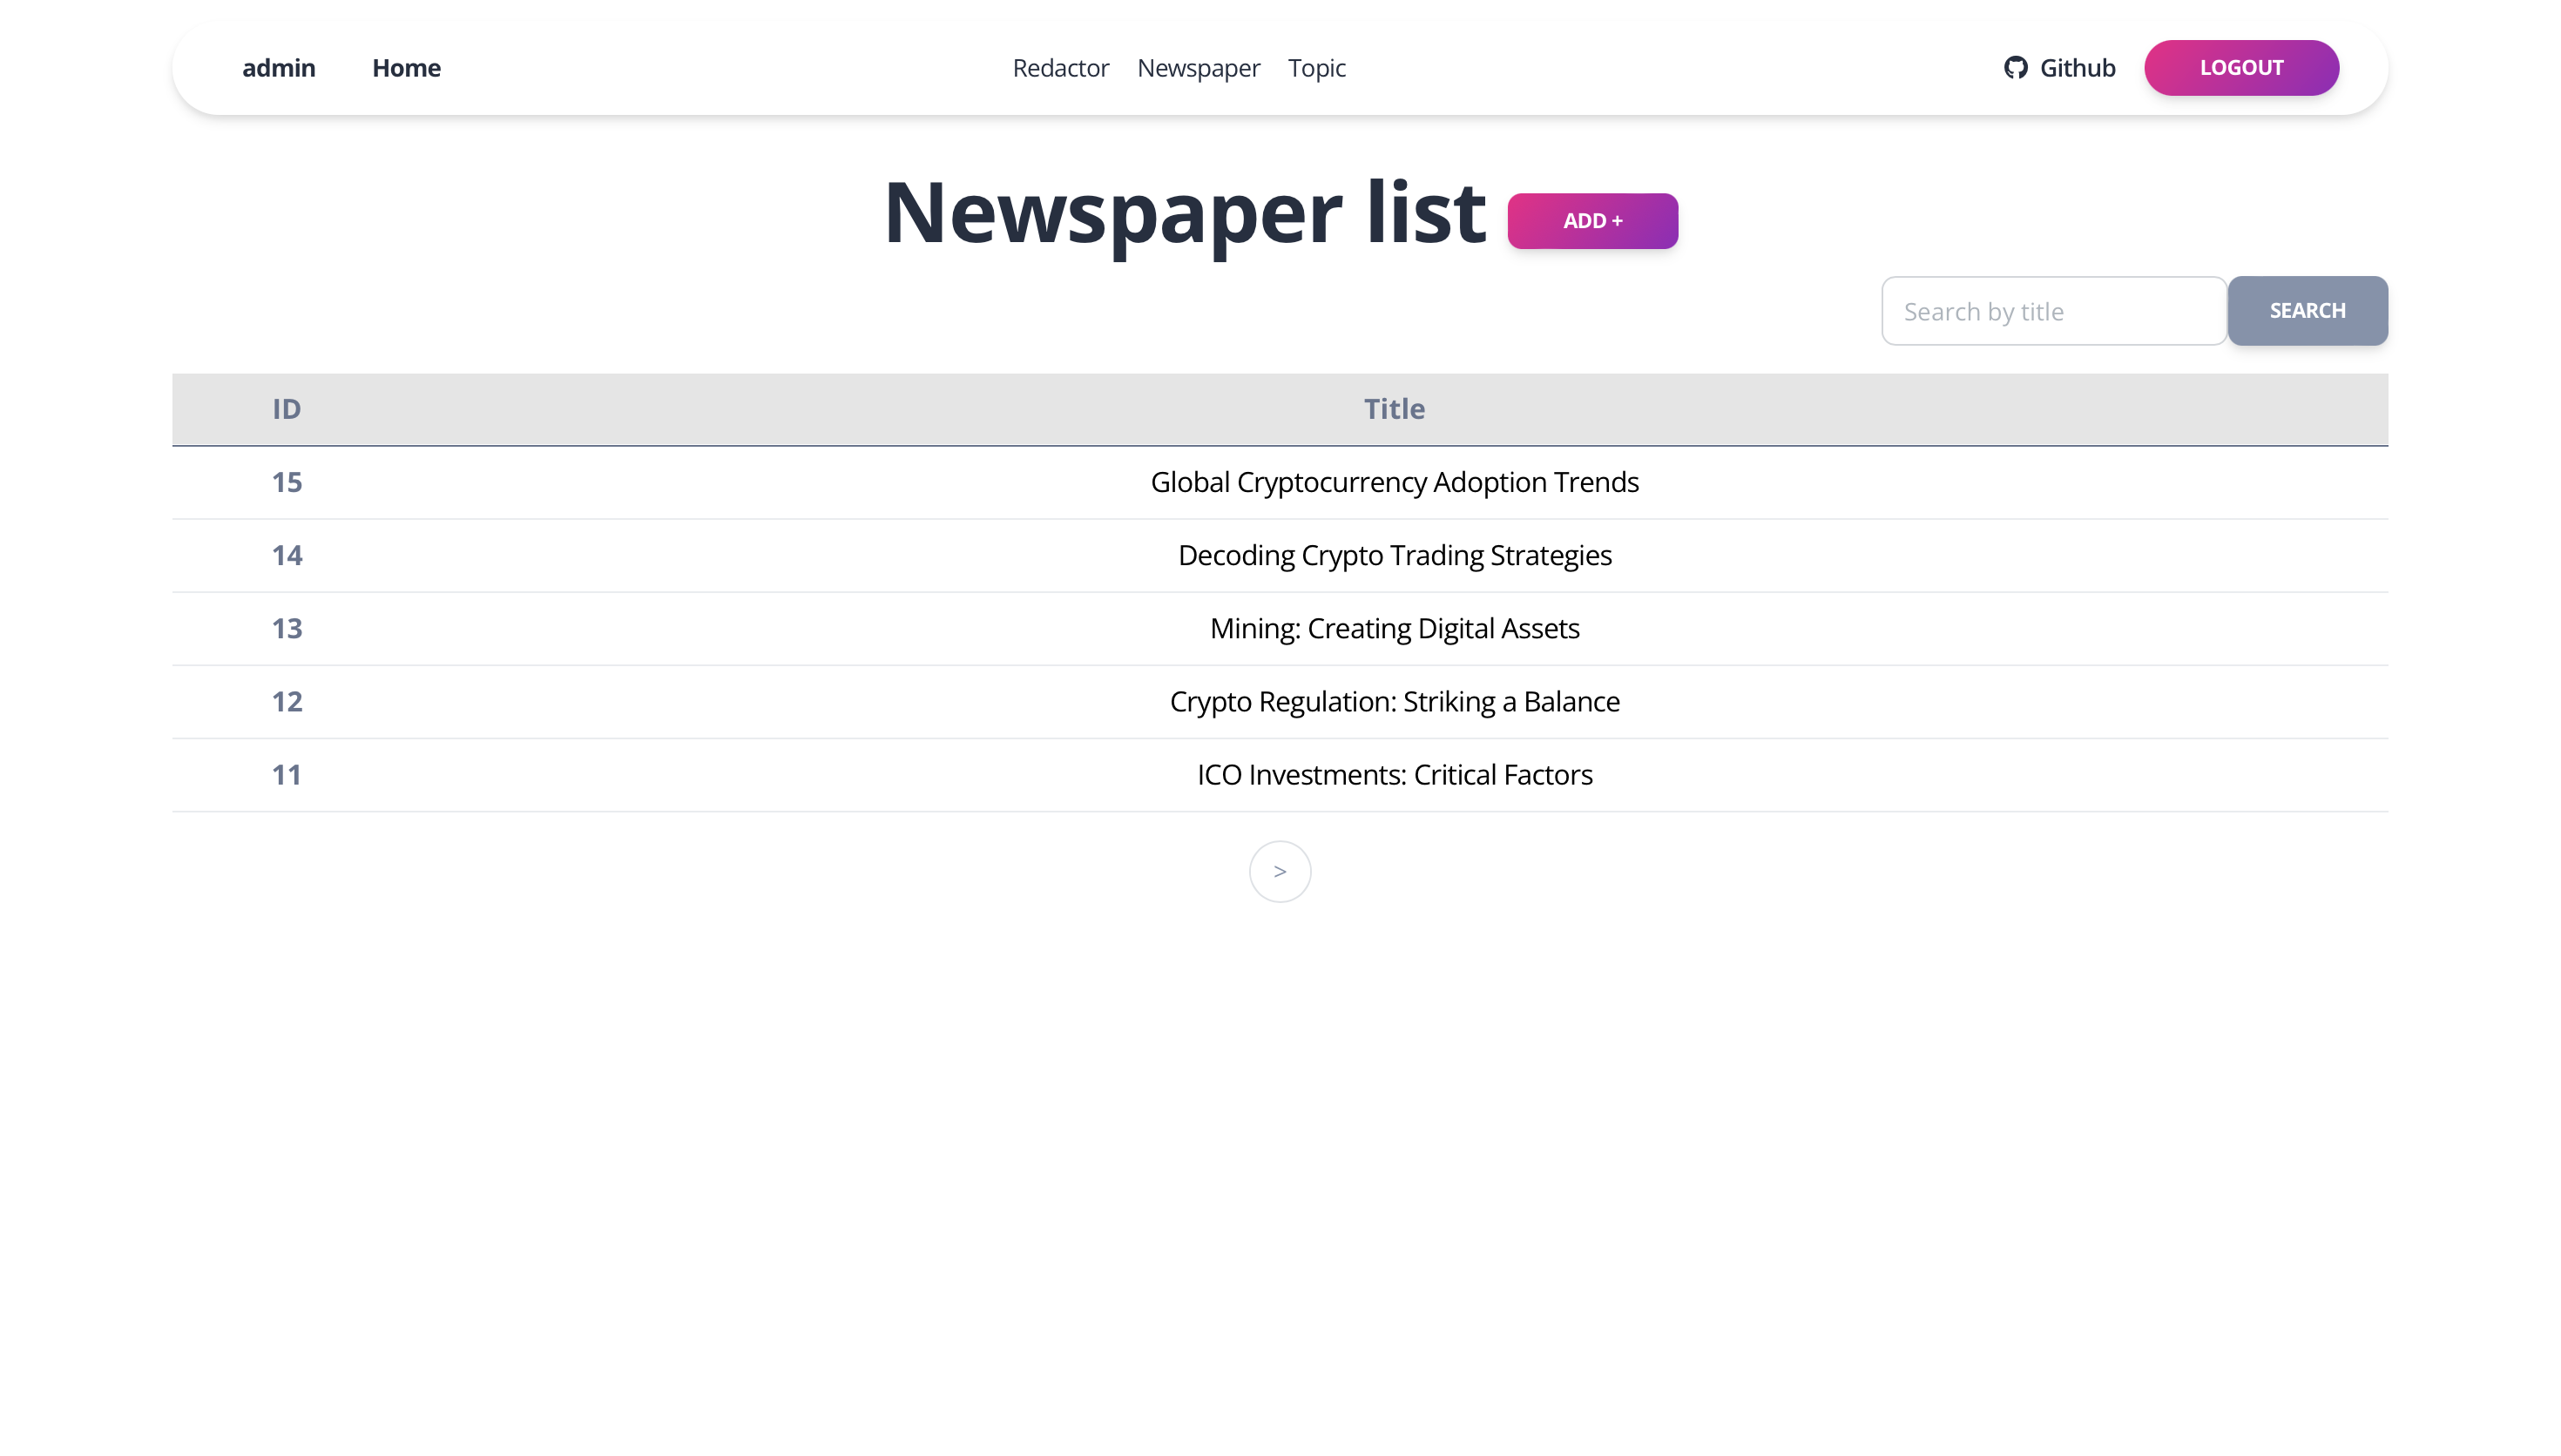 admin Home Redactor Newspaper Topic Github LOGOUT
Newspaper list ADD +
Search by title SEARCH
ID Title
15 Global Cryptocurrency Adoption Trends
14 Decoding Crypto Trading Strategies
13 Mining: Creating Digital Assets
12 Crypto Regulation: Striking a Balance
11 ICO Investments: Critical Factors
>